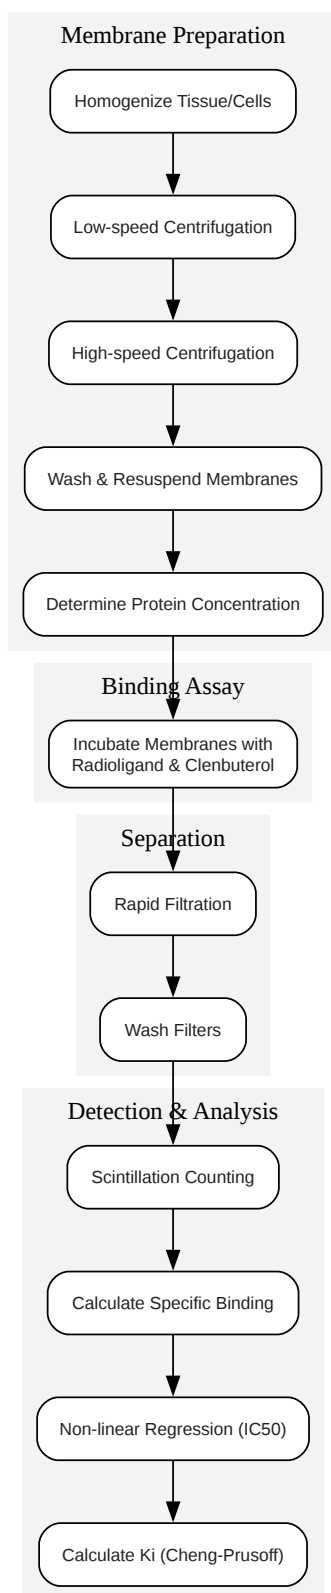 Membrane Preparation
Homogenize Tissue/Cells
Low-speed Centrifugation
High-speed Centrifugation
Wash & Resuspend Membranes
Determine Protein Concentration
Binding Assay
Incubate Membranes with
Radioligand & Clenbuterol
Separation
Rapid Filtration
Wash Filters
Detection & Analysis
Scintillation Counting
Calculate Specific Binding
Non-linear Regression (IC50)
Calculate Ki (Cheng-Prusoff)